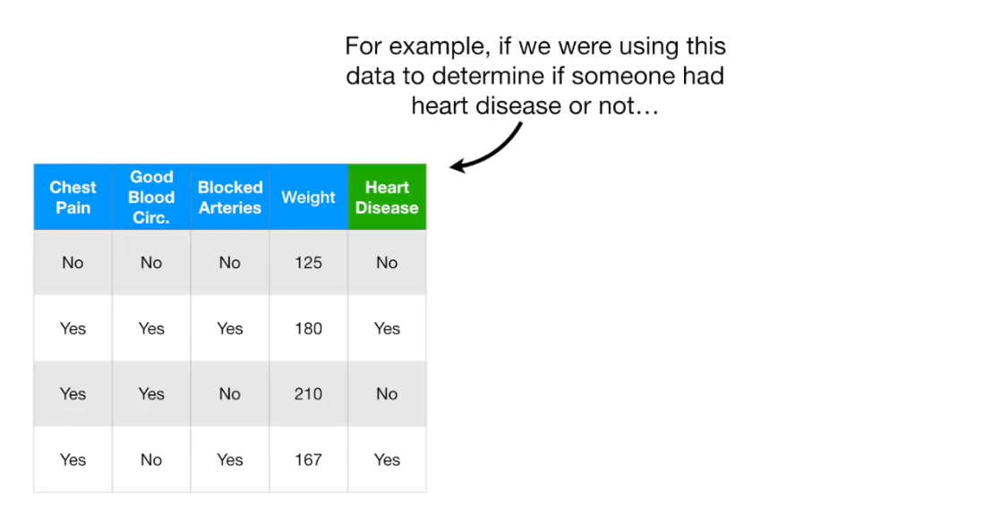 For example, if we were using this
data to determine if someone had
heart disease or not…
Chest Pain Good Blood Circ. Blocked Arteries Weight Heart Disease
No No No 125 No
Yes Yes Yes 180 Yes
Yes Yes No 210 No
Yes No Yes 167 Yes